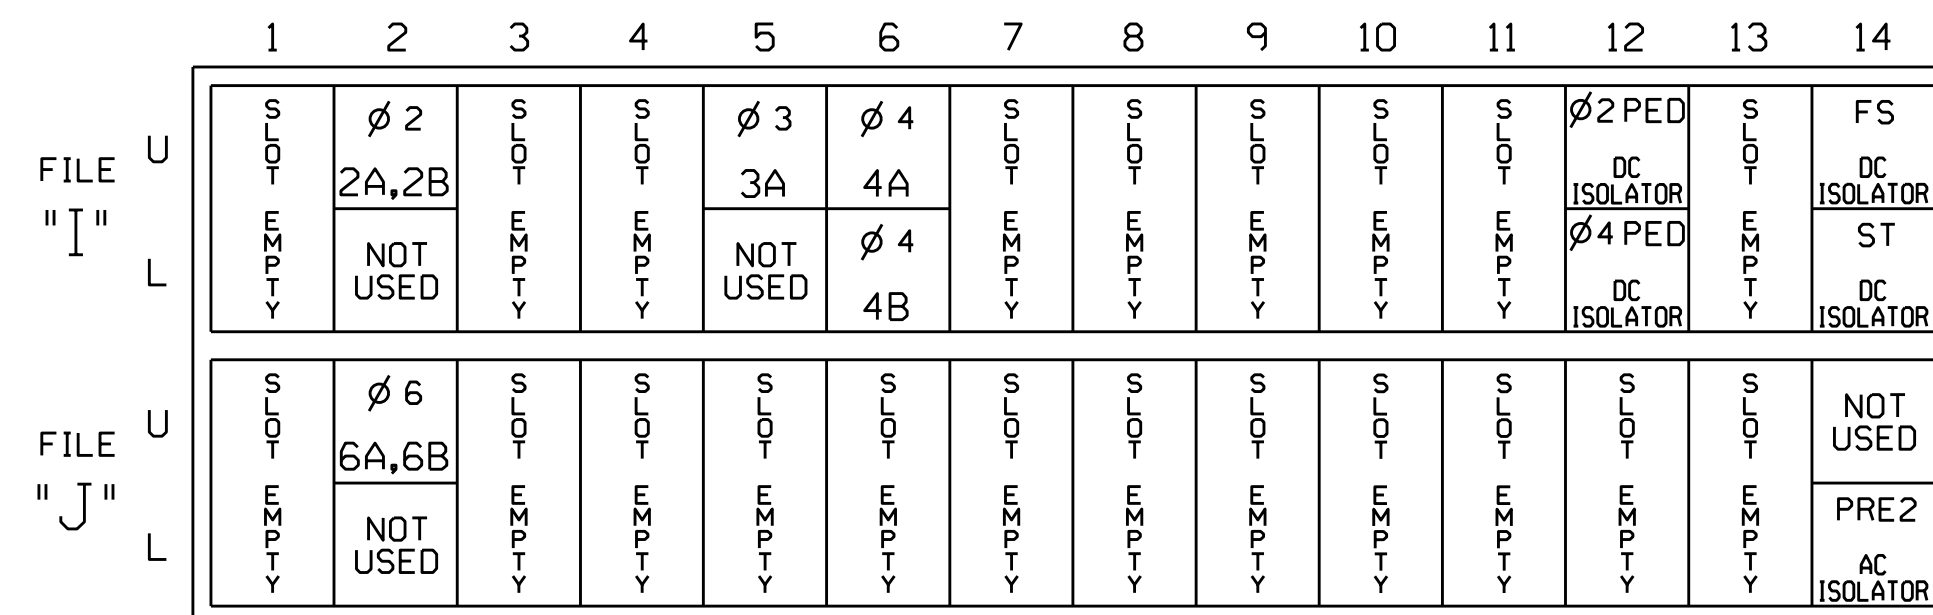 1 2 3 4 5 6 7 8 9 10 11 12 13 14
FILE "I"
U
SLOT EMPTY
Ø 2
2A,2B
SLOT EMPTY
SLOT EMPTY
Ø 3
3A
Ø 4
4A
SLOT EMPTY
SLOT EMPTY
SLOT EMPTY
SLOT EMPTY
SLOT EMPTY
Ø2 PED
DC
ISOLATOR
SLOT EMPTY
FS
DC
ISOLATOR
L
NOT
USED
NOT
USED
Ø 4
4B
Ø4 PED
DC
ISOLATOR
ST
DC
ISOLATOR
FILE "J"
U
SLOT EMPTY
Ø 6
6A,6B
SLOT EMPTY
SLOT EMPTY
SLOT EMPTY
SLOT EMPTY
SLOT EMPTY
SLOT EMPTY
SLOT EMPTY
SLOT EMPTY
SLOT EMPTY
SLOT EMPTY
SLOT EMPTY
NOT
USED
L
NOT
USED
PRE2
AC
ISOLATOR